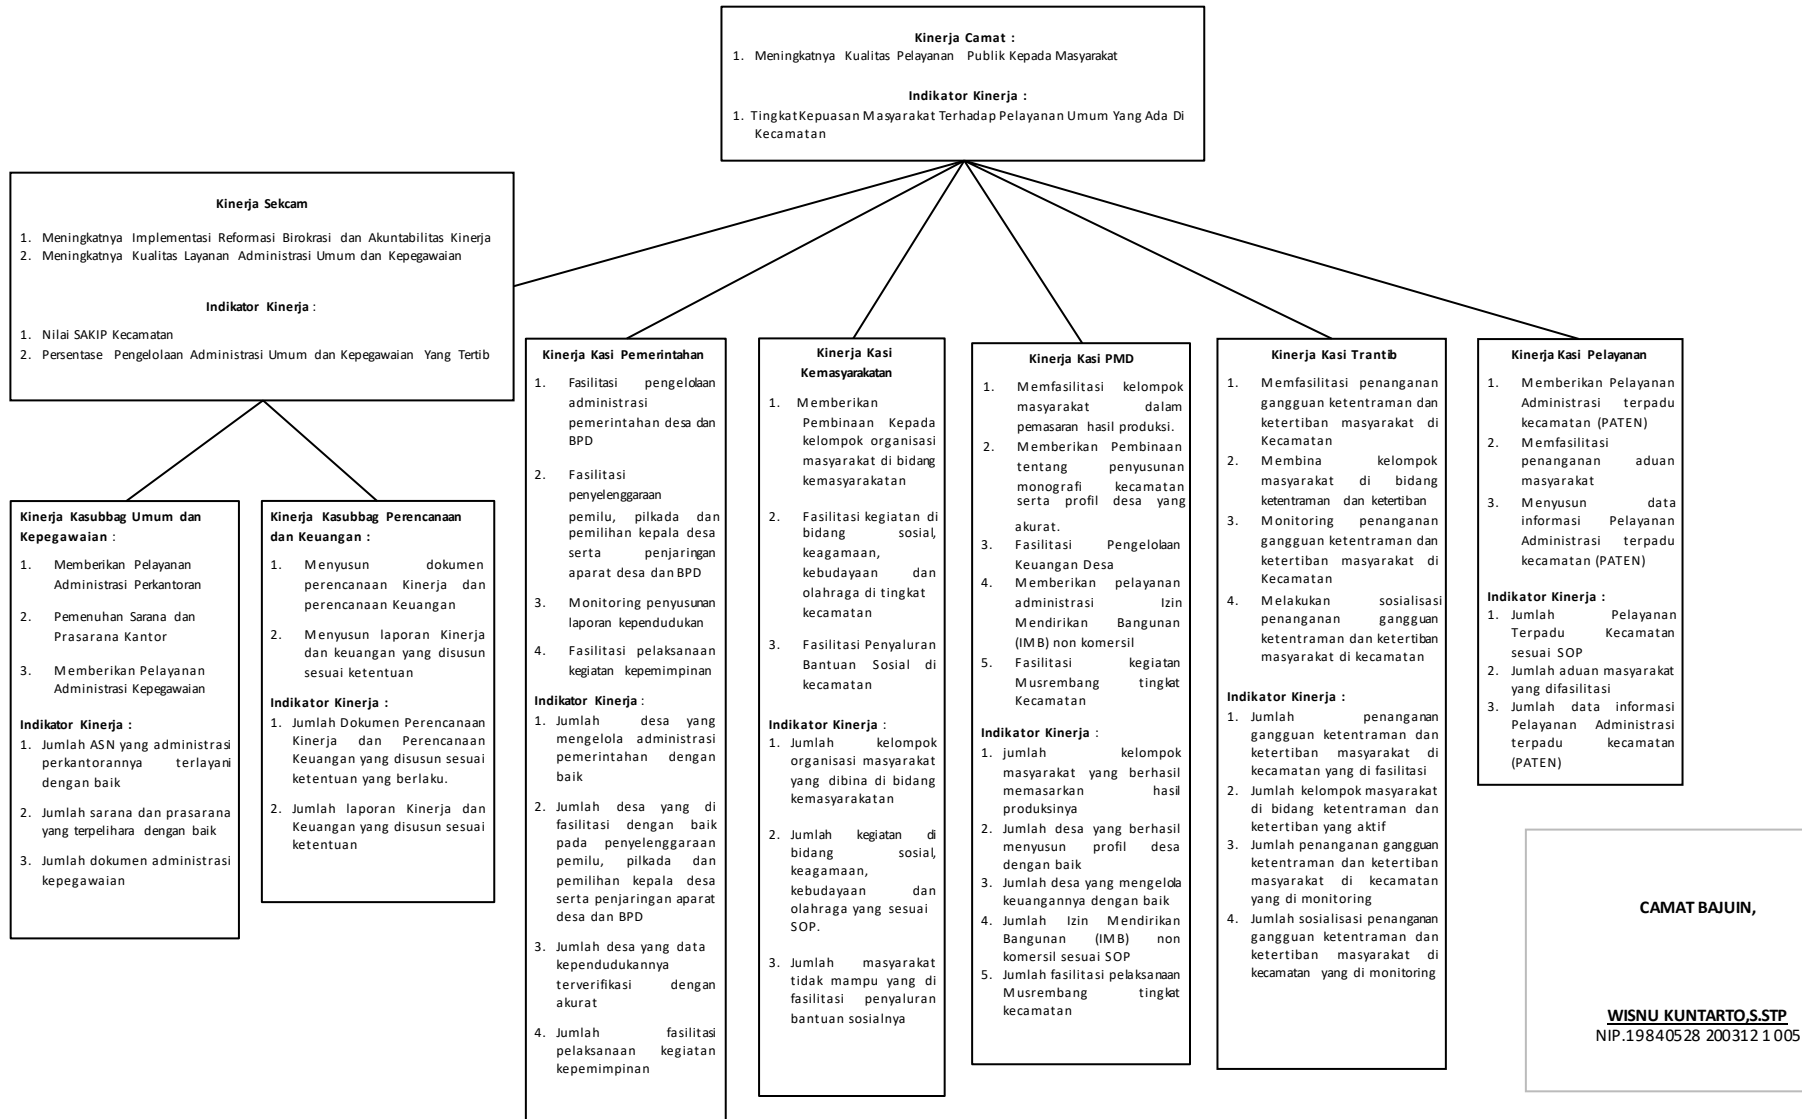 Kinerja Camat :
1. Meningkatnya Kualitas Pelayanan Publik Kepada Masyarakat
Indikator Kinerja :
1. Tingkat Kepuasan Masyarakat Terhadap Pelayanan Umum Yang Ada Di
Kecamatan
Kinerja Sekcam
1. Meningkatnya Implementasi Reformasi Birokrasi dan Akuntabilitas Kinerja
2. Meningkatnya Kualitas Layanan Administrasi Umum dan Kepegawaian
Indikator Kinerja :
1. Nilai SAKIP Kecamatan
2. Persentase Pengelolaan Administrasi Umum dan Kepegawaian Yang Tertib
Kinerja Kasubbag Umum dan
Kepegawaian :
1. Memberikan Pelayanan
Administrasi Perkantoran
2. Pemenuhan Sarana dan
Prasarana Kantor
3. Memberikan Pelayanan
Administrasi Kepegawaian
Indikator Kinerja :
1. Jumlah ASN yang administrasi
perkantorannya terlayani
dengan baik
2. Jumlah sarana dan prasarana
yang terpelihara dengan baik
3. Jumlah dokumen administrasi
kepegawaian
Kinerja Kasubbag Perencanaan
dan Keuangan :
1. Menyusun dokumen
perencanaan Kinerja dan
perencanaan Keuangan
2. Menyusun laporan Kinerja
dan keuangan yang disusun
sesuai ketentuan
Indikator Kinerja :
1. Jumlah Dokumen Perencanaan
Kinerja dan Perencanaan
Keuangan yang disusun sesuai
ketentuan yang berlaku.
2. Jumlah laporan Kinerja dan
Keuangan yang disusun sesuai
ketentuan
Kinerja Kasi Pemerintahan
1. Fasilitasi pengelolaan
administrasi
pemerintahan desa dan
BPD
2. Fasilitasi
penyelenggaraan
pemilu, pilkada dan
pemilihan kepala desa
serta penjaringan
aparat desa dan BPD
3. Monitoring penyusunan
laporan kependudukan
4. Fasilitasi pelaksanaan
kegiatan kepemimpinan
Indikator Kinerja :
1. Jumlah desa yang
mengelola administrasi
pemerintahan dengan
baik
2. Jumlah desa yang di
fasilitasi dengan baik
pada penyelenggaraan
pemilu, pilkada dan
pemilihan kepala desa
serta penjaringan aparat
desa dan BPD
3. Jumlah desa yang data
kependudukannya
terverifikasi dengan
akurat
4. Jumlah fasilitasi
pelaksanaan kegiatan
kepemimpinan
Kinerja Kasi
Kemasyarakatan
1. Memberikan
Pembinaan Kepada
kelompok organisasi
masyarakat di bidang
kemasyarakatan
2. Fasilitasi kegiatan di
bidang sosial,
keagamaan,
kebudayaan dan
olahraga di tingkat
kecamatan
3. Fasilitasi Penyaluran
Bantuan Sosial di
kecamatan
Indikator Kinerja :
1. Jumlah kelompok
organisasi masyarakat
yang dibina di bidang
kemasyarakatan
2. Jumlah kegiatan di
bidang sosial,
keagamaan,
kebudayaan dan
olahraga yang sesuai
SOP.
3. Jumlah masyarakat
tidak mampu yang di
fasilitasi penyaluran
bantuan sosialnya
Kinerja Kasi PMD
1. Memfasilitasi kelompok
masyarakat dalam
pemasaran hasil produksi.
2. Memberikan Pembinaan
tentang penyusunan
monografi kecamatan
serta profil desa yang
akurat.
3. Fasilitasi Pengelolaan
Keuangan Desa
4. Memberikan pelayanan
administrasi Izin
Mendirikan Bangunan
(IMB) non komersil
5. Fasilitasi kegiatan
Musrembang tingkat
Kecamatan
Indikator Kinerja :
1. jumlah kelompok
masyarakat yang berhasil
memasarkan hasil
produksinya
2. Jumlah desa yang berhasil
menyusun profil desa
dengan baik
3. Jumlah desa yang mengelola
keuangannya dengan baik
4. Jumlah Izin Mendirikan
Bangunan (IMB) non
komersil sesuai SOP
5. Jumlah fasilitasi pelaksanaan
Musrembang tingkat
kecamatan
Kinerja Kasi Trantib
1. Memfasilitasi penanganan
gangguan ketentraman dan
ketertiban masyarakat di
Kecamatan
2. Membina kelompok
masyarakat di bidang
ketentraman dan ketertiban
3. Monitoring penanganan
gangguan ketentraman dan
ketertiban masyarakat di
Kecamatan
4. Melakukan sosialisasi
penanganan gangguan
ketentraman dan ketertiban
masyarakat di kecamatan
Indikator Kinerja :
1. Jumlah penanganan
gangguan ketentraman dan
ketertiban masyarakat di
kecamatan yang di fasilitasi
2. Jumlah kelompok masyarakat
di bidang ketentraman dan
ketertiban yang aktif
3. Jumlah penanganan gangguan
ketentraman dan ketertiban
masyarakat di kecamatan
yang di monitoring
4. Jumlah sosialisasi penanganan
gangguan ketentraman dan
ketertiban masyarakat di
kecamatan yang di monitoring
Kinerja Kasi Pelayanan
1. Memberikan Pelayanan
Administrasi terpadu
kecamatan (PATEN)
2. Memfasilitasi
penanganan aduan
masyarakat
3. Menyusun data
informasi Pelayanan
Administrasi terpadu
kecamatan (PATEN)
Indikator Kinerja :
1. Jumlah Pelayanan
Terpadu Kecamatan
sesuai SOP
2. Jumlah aduan masyarakat
yang difasilitasi
3. Jumlah data informasi
Pelayanan Administrasi
terpadu kecamatan
(PATEN)
CAMAT BAJUIN,
WISNU KUNTARTO,S.STP
NIP.19840528 200312 1 005